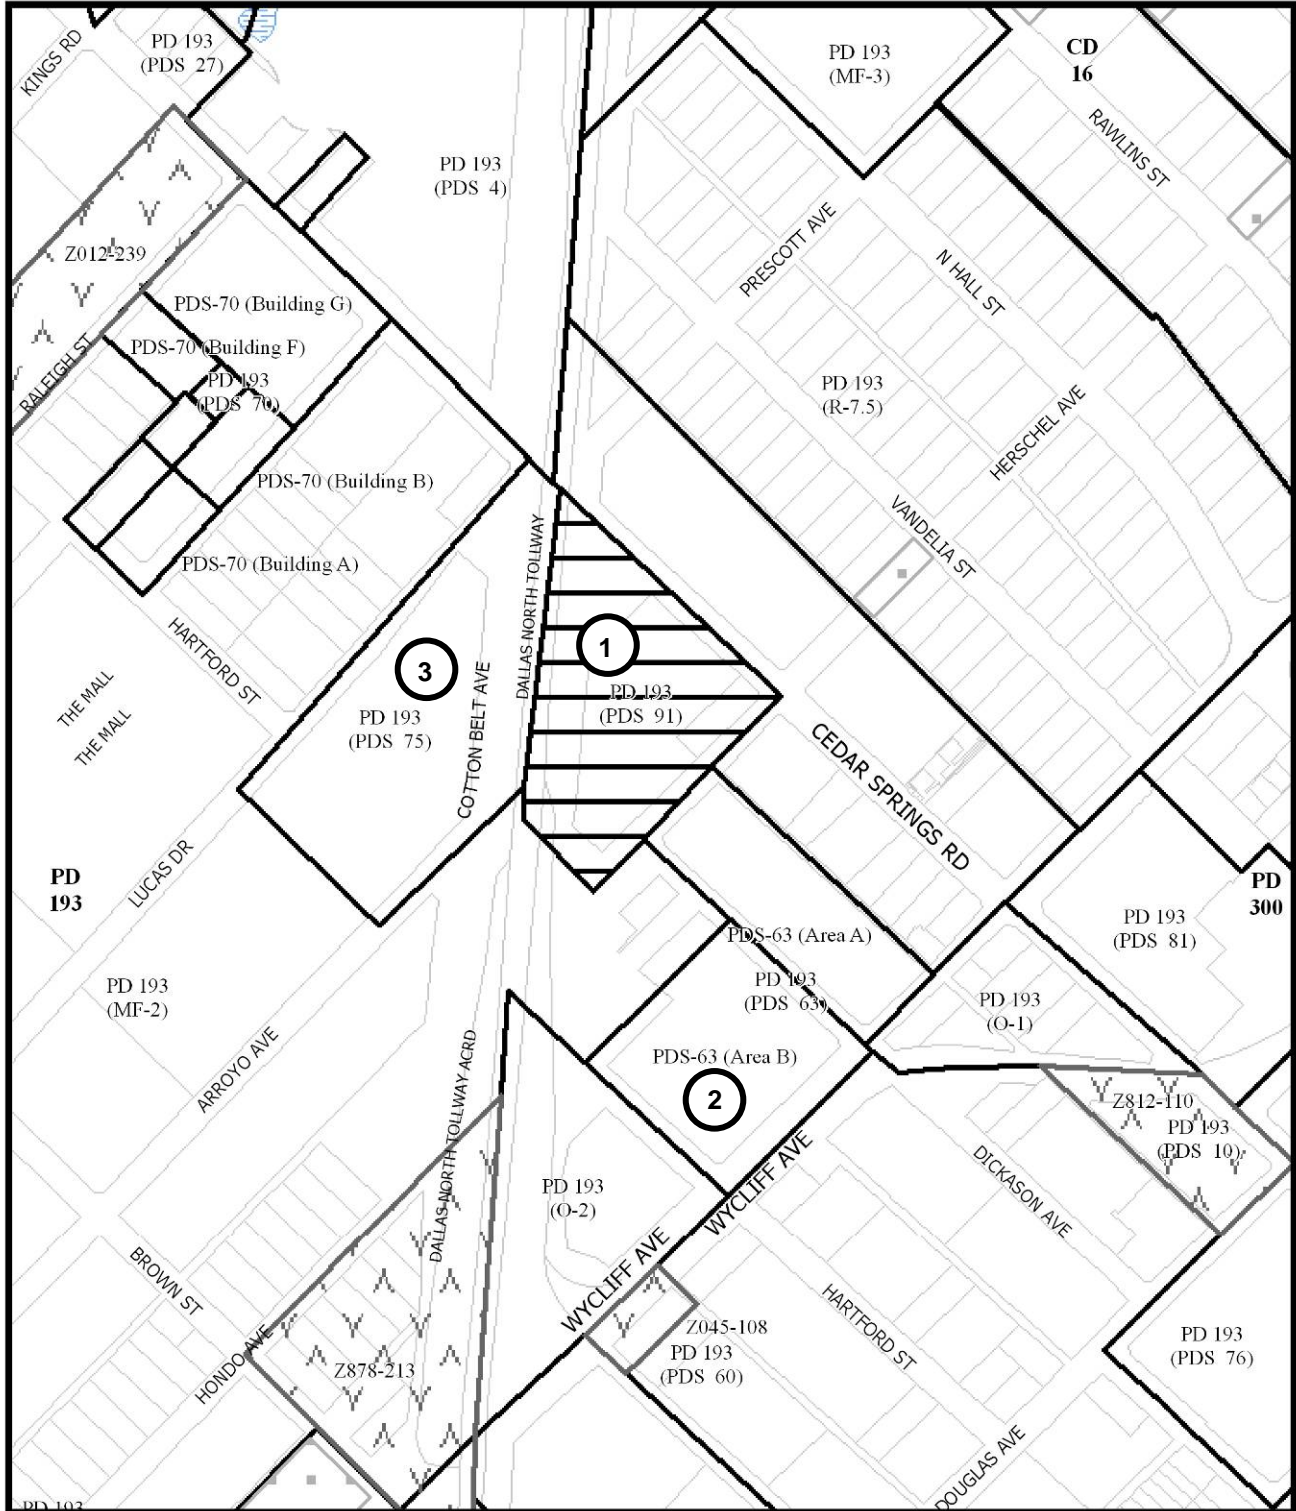 KINGS RD
PD 193
(PDS 27)
PD 193
(MF-3)
CD
16
RAWLINS ST
PD 193
(PDS 4)
Z012-239
PRESCOTT AVE
N HALL ST
PDS-70 (Building G)
PDS-70 (Building F)
RALEIGH ST
PD 193
(PDS 70)
PD 193
(R-7.5)
HERSCHEL AVE
PDS-70 (Building B)
VANDELIA ST
PDS-70 (Building A)
DALLAS NORTH TOLLWAY
HARTFORD ST
1
3
THE MALL
THE MALL
PD 193
(PDS 75)
COTTON BELT AVE
PD 193
(PDS 91)
CEDAR SPRINGS RD
LUCAS DR
PD
193
PD
300
PD 193
(PDS 81)
PDS-63 (Area A)
PD 193
(PDS 63)
PD 193
(MF-2)
PD 193
(O-1)
ARROYO AVE
DALLAS NORTH TOLLWAY ACRD
PDS-63 (Area B)
2
Z812-110
PD 193
(PDS 10)
WYCLIFF AVE
DICKASON AVE
PD 193
(O-2)
BROWN ST
WYCLIFF AVE
HARTFORD ST
Z045-108
PD 193
(PDS 60)
PD 193
(PDS 76)
HONDO AVE
Z878-213
DOUGLAS AVE
PD 193